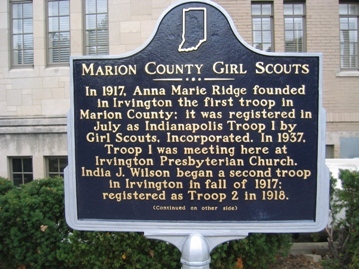 MARION COUNTY GIRL SCOUTS
In 1917, Anna Marie Ridge founded
in Irvington the first troop in
Marion County; it was registered in
July as Indianapolis Troop 1 by
Girl Scouts, Incorporated. In 1937,
Troop 1 was meeting here at
Irvington Presbyterian Church.
India J. Wilson began a second troop
in Irvington in fall of 1917;
registered as Troop 2 in 1918.
(Continued on other side)